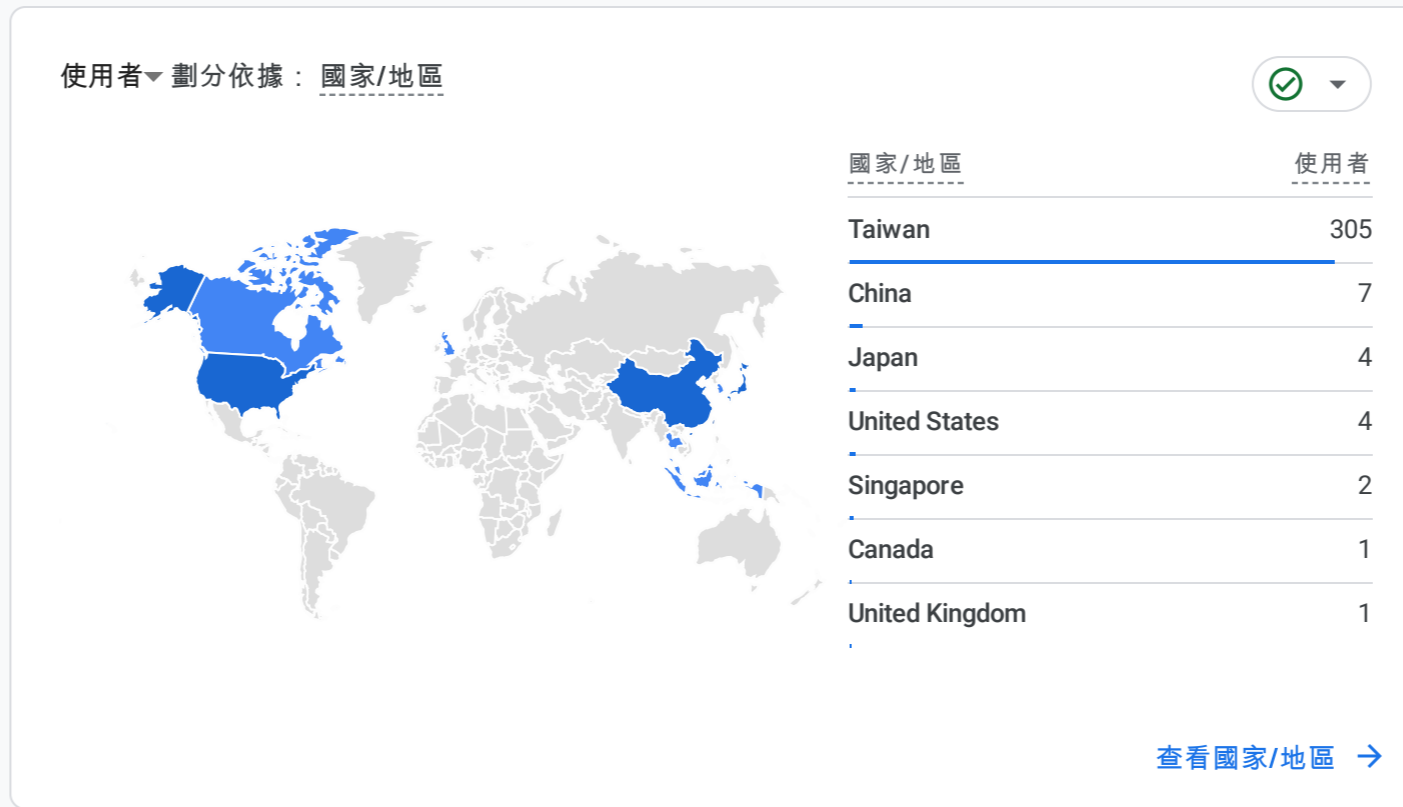 使用者 劃分依據： 國家/地區
國家/地區 使用者
Taiwan 305
China 7
Japan 4
United States 4
Singapore 2
Canada 1
United Kingdom 1
查看國家/地區